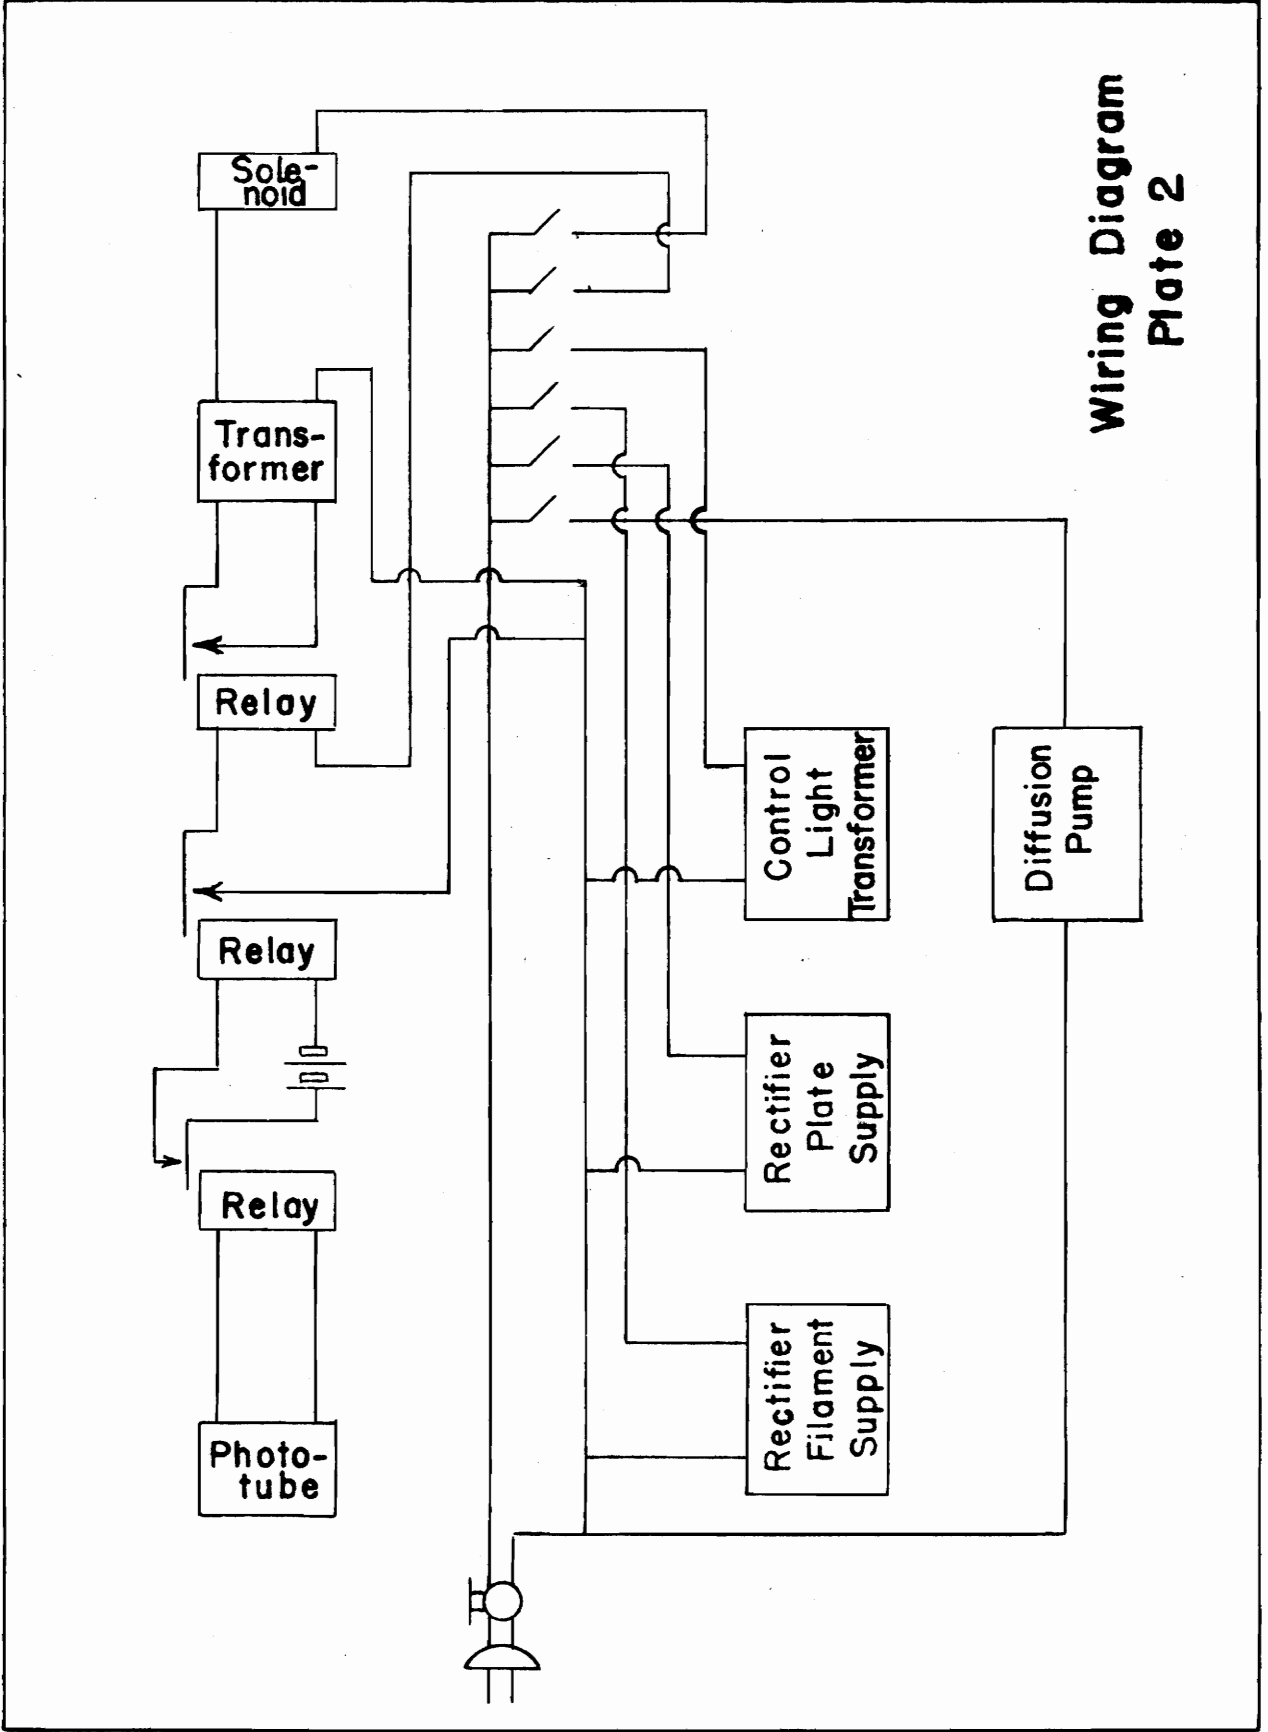 Sole-
noid
Trans-
former
Relay
Relay
Relay
Photo-
tube
Control
Light
Transformer
Rectifier
Plate
Supply
Rectifier
Filament
Supply
Diffusion
Pump
Wiring Diagram
Plate 2